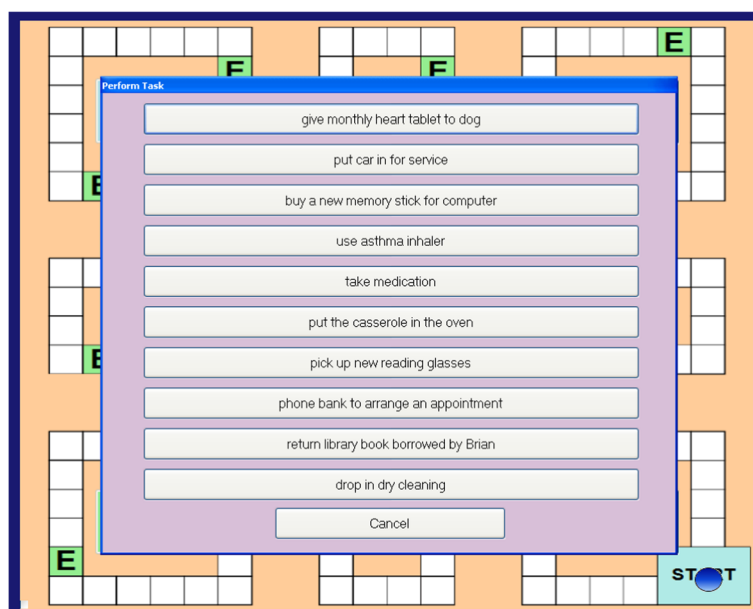 E
E
E
Perform Task
give monthly heart tablet to dog
put car in for service
E
buy a new memory stick for computer
use asthma inhaler
take medication
put the casserole in the oven
E
pick up new reading glasses
phone bank to arrange an appointment
return library book borrowed by Brian
drop in dry cleaning
Cancel
E
START